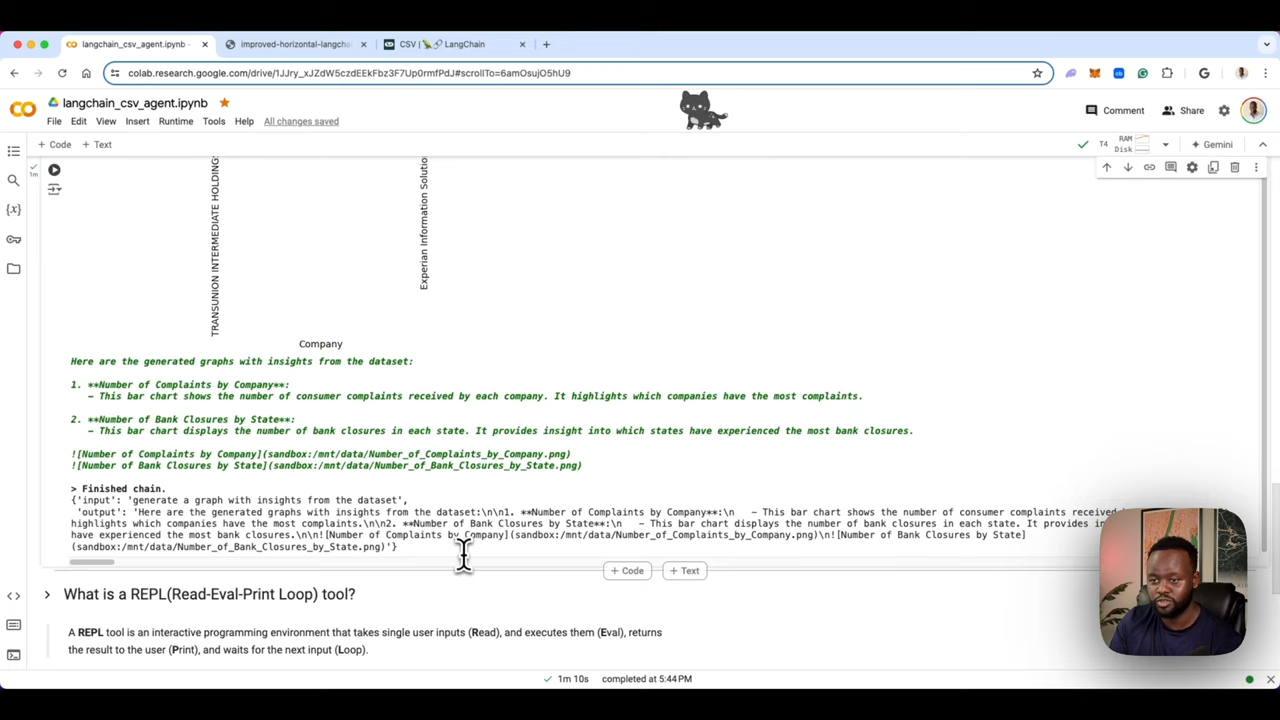 langchain_csv_agent.ipynb -
improved-horizontal-langcha
CSV | LangChain
colab.research.google.com/drive/1JJry_xJZdW5czdEEkFbz3F7Up0rmfPdJ#scrollTo=6amOsujO5hU9
langchain_csv_agent.ipynb
Comment
Share
File Edit View Insert Runtime Tools Help All changes saved
+ Code + Text
T4
RAM
Disk
Gemini
1m
TRANSUNION INTERMEDIATE HOLDING
Experian Information Solutio
Company
Here are the generated graphs with insights from the dataset:
1. **Number of Complaints by Company**:
- This bar chart shows the number of consumer complaints received by each company. It highlights which companies have the most complaints.
2. **Number of Bank Closures by State**:
- This bar chart displays the number of bank closures in each state. It provides insight into which states have experienced the most bank closures.
![Number of Complaints by Company](sandbox:/mnt/data/Number_of_Complaints_by_Company.png)
![Number of Bank Closures by State](sandbox:/mnt/data/Number_of_Bank_Closures_by_State.png)
> Finished chain.
{'input': 'generate a graph with insights from the dataset',
'output': 'Here are the generated graphs with insights from the dataset:\n\n1. **Number of Complaints by Company**:\n - This bar chart shows the number of consumer complaints received
highlights which companies have the most complaints.\n\n2. **Number of Bank Closures by State**:\n - This bar chart displays the number of bank closures in each state. It provides in
have experienced the most bank closures.\n\n![Number of Complaints by Company](sandbox:/mnt/data/Number_of_Complaints_by_Company.png)\n![Number of Bank Closures by State]
(sandbox:/mnt/data/Number_of_Bank_Closures_by_State.png)'}
+ Code
+ Text
What is a REPL(Read-Eval-Print Loop) tool?
A REPL tool is an interactive programming environment that takes single user inputs (Read), and executes them (Eval), returns
the result to the user (Print), and waits for the next input (Loop).
1m 10s completed at 5:44PM